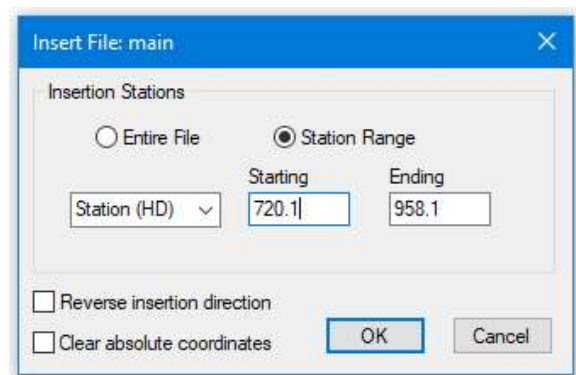 Insert File: main
Insertion Stations
Entire File
Station Range
Starting
Ending
Station (HD)
720.1
958.1
Reverse insertion direction
Clear absolute coordinates
OK
Cancel